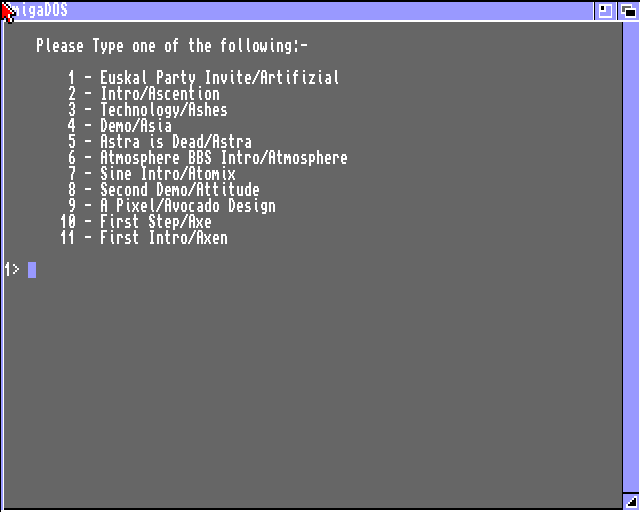 AmigaDOS
Please Type one of the following:-
1 - Euskal Party Invite/Artifizial
2 - Intro/Ascention
3 - Technology/Ashes
4 - Demo/Asia
5 - Astra is Dead/Astra
6 - Atmosphere BBS Intro/Atmosphere
7 - Sine Intro/Atomix
8 - Second Demo/Attitude
9 - A Pixel/Avocado Design
10 - First Step/Axe
11 - First Intro/Axen
1>